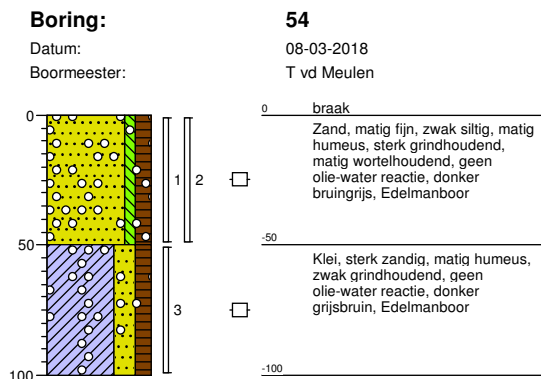 Boring: 54
Datum: 08-03-2018
Boormeester: T vd Meulen
0
0 braak
Zand, matig fijn, zwak siltig, matig
humeus, sterk grindhoudend,
matig wortelhoudend, geen
olie-water reactie, donker
bruingrijs, Edelmanboor
1 2
50
-50
Klei, sterk zandig, matig humeus,
zwak grindhoudend, geen
olie-water reactie, donker
grijsbruin, Edelmanboor
3
100
-100